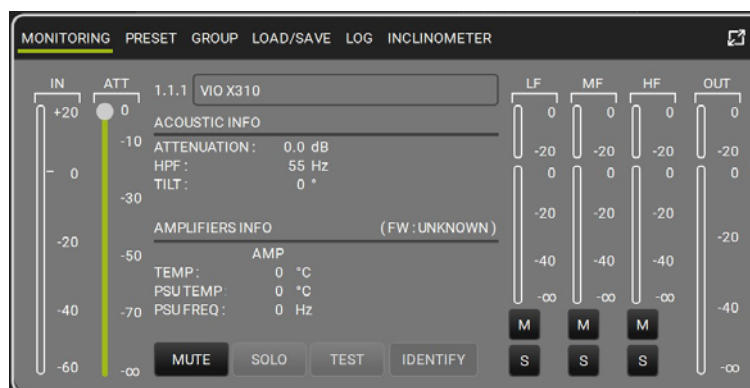 MONITORING PRESET GROUP LOAD/SAVE LOG INCLINOMETER
IN ATT 1.1.1 VIO X310 LF MF HF OUT
+20 0 0 0 0 0
ACOUSTIC INFO
-10 ATTENUATION: 0.0 dB -20 -20 -20 -20
HPF: 55 Hz
0 0 0 0 0
TILT: 0 °
-30
-20 -20 -20
AMPLIFIERS INFO (FW:UNKNOWN)
-20 -20
-50 AMP -40 -40 -40
TEMP: 0 °C
PSU TEMP: 0 °C
-∞ -∞ -∞
-40 -70 PSU FREQ: 0 Hz -40
M M M
MUTE SOLO TEST IDENTIFY S S S
-60 -∞ -∞